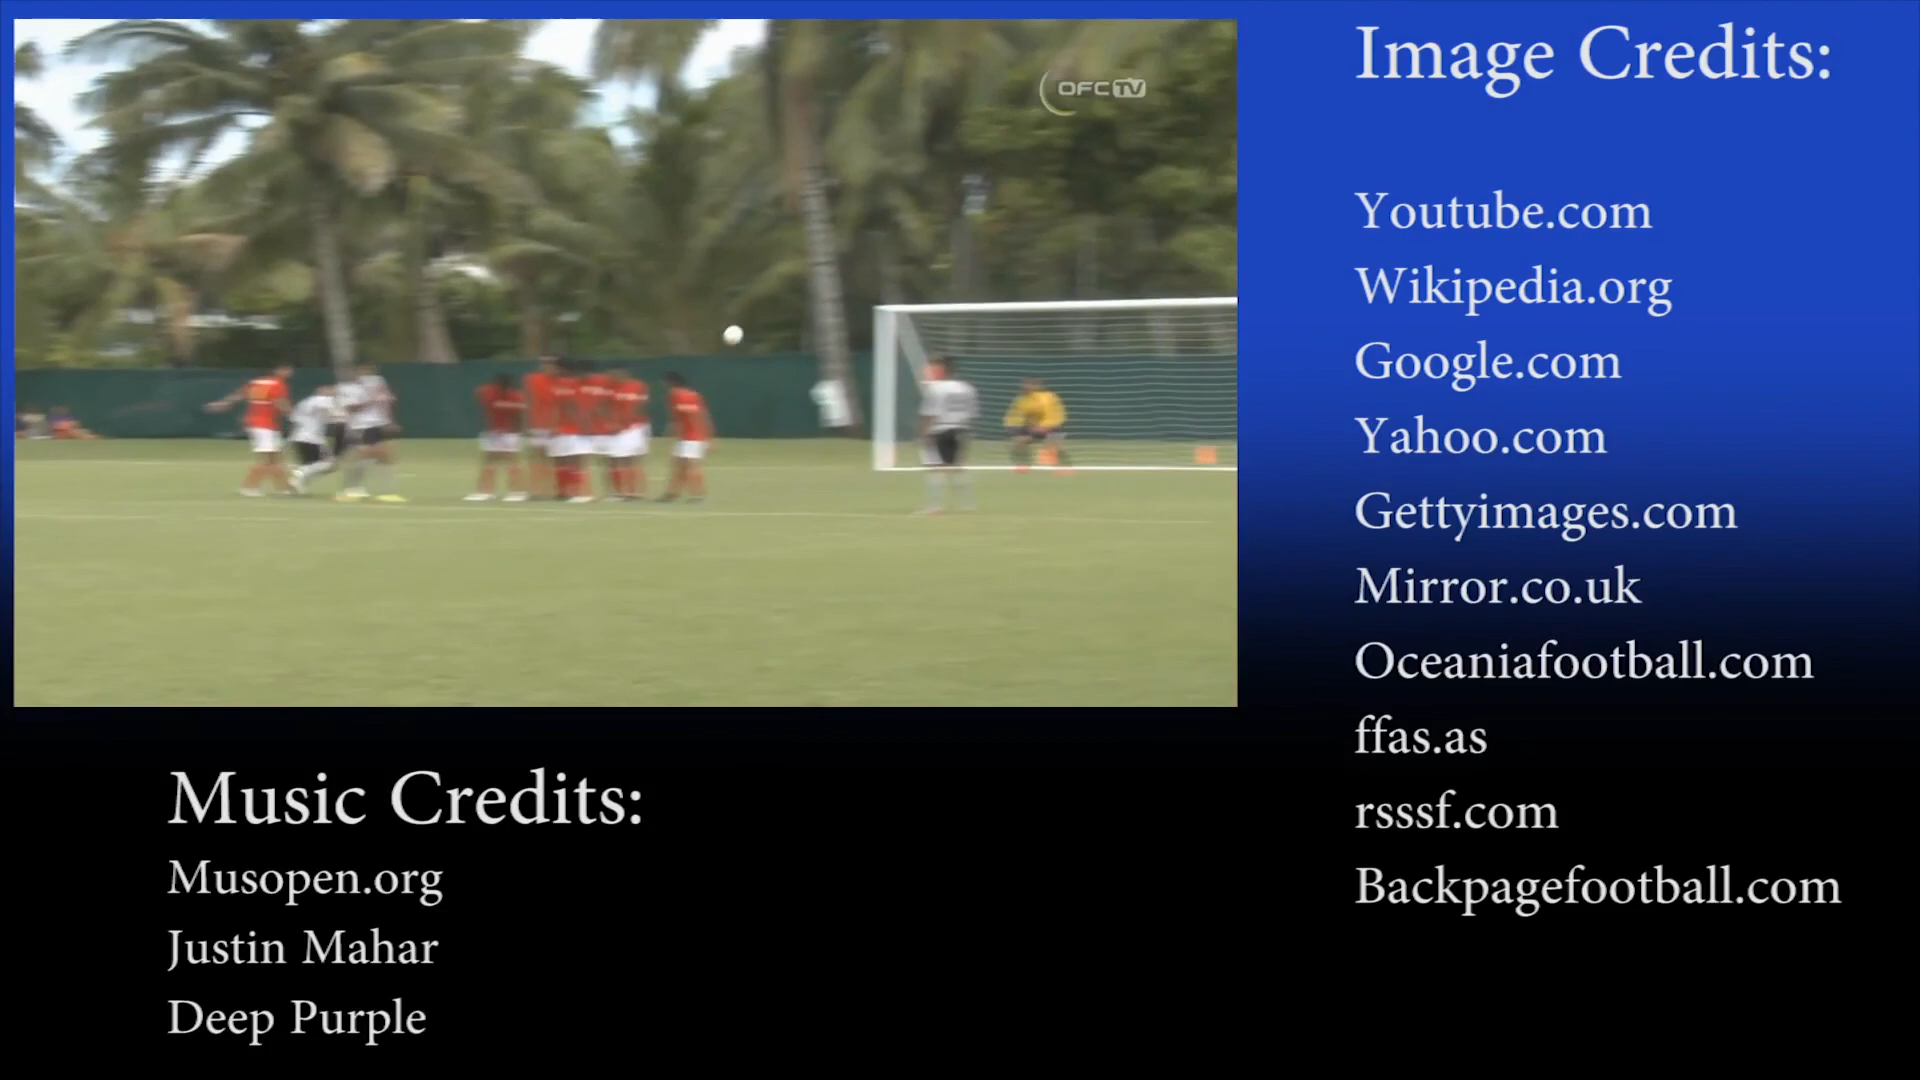 OFC TV
Image Credits:
Youtube.com
Wikipedia.org
Google.com
Yahoo.com
Gettyimages.com
Mirror.co.uk
Oceaniafootball.com
ffas.as
rsssf.com
Backpagefootball.com
Music Credits:
Musopen.org
Justin Mahar
Deep Purple